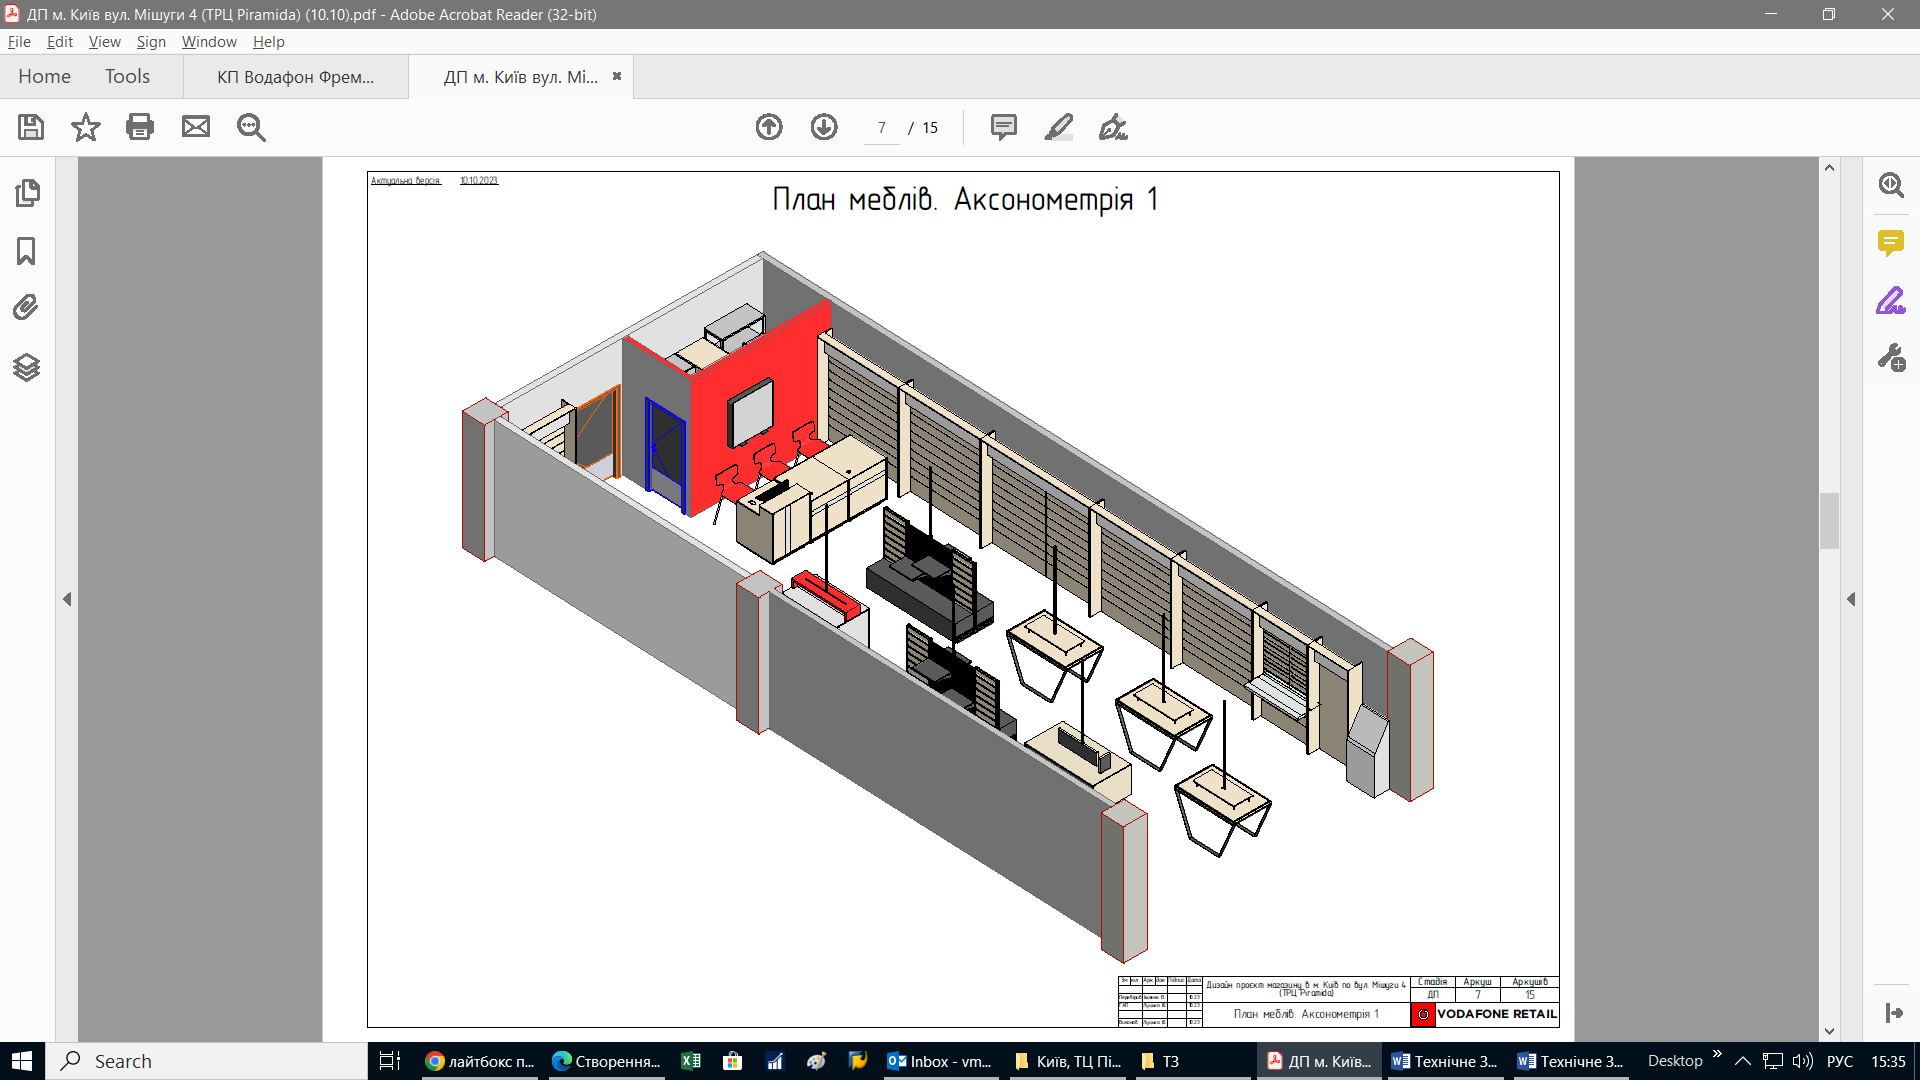 ДП м. Київ вул. Мішуги 4 (ТРЦ Piramida) (10.10).pdf - Adobe Acrobat Reader (32-bit)
File Edit View Sign Window Help
Home Tools КП Водафон Фрем... ДП м. Київ вул. Мі...
7 / 15
Актуальна версія 10.10.2023
План меблів. Аксонометрія 1
Дизайн проєкт магазину в м. Київ по вул. Мішуги 4
(ТРЦ Piramida)
Стадія Аркуш Аркушів
ДП 7 15
План меблів. Аксонометрія 1
VODAFONE RETAIL
Search
лайтбокс п...
Створення...
Inbox - vm...
Київ, ТЦ Пі...
ТЗ
ДП м. Київ...
Технічне З...
Технічне З...
Desktop
РУС
15:35